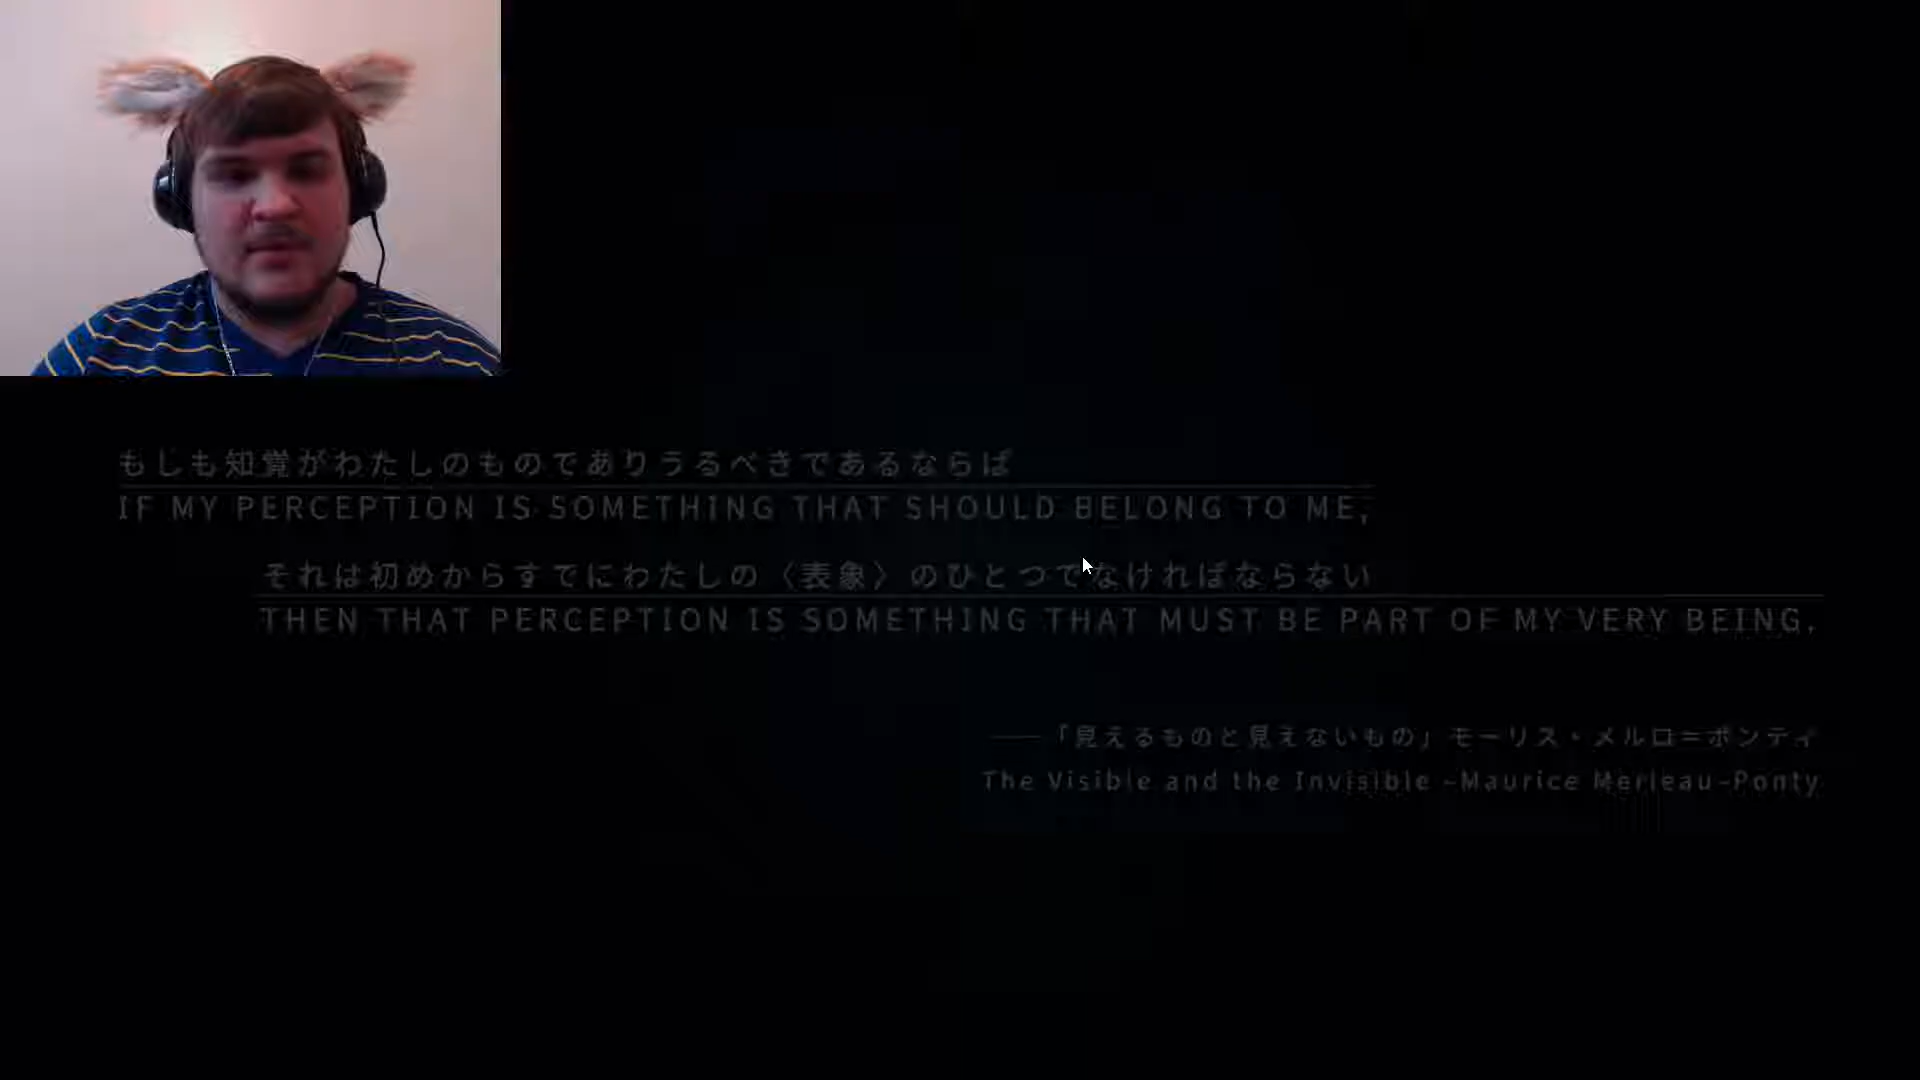 もしも知覚がわたしのものでありうるべきであるならば
IF MY PERCEPTION IS SOMETHING THAT SHOULD BELONG TO ME,
それは初めからすでにわたしの〈表象〉のひとつでなければならない
THEN THAT PERCEPTION IS SOMETHING THAT MUST BE PART OF MY VERY BEING.
――「見えるものと見えないもの」モーリス・メルロ＝ポンティ
The Visible and the Invisible -Maurice Merleau-Ponty